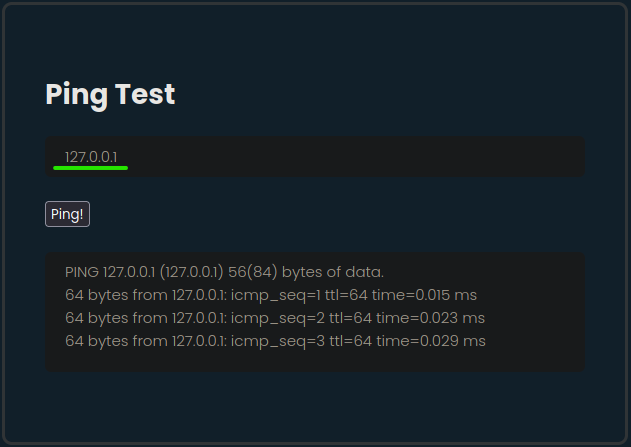 Ping Test
127.0.0.1
Ping!
PING 127.0.0.1 (127.0.0.1) 56(84) bytes of data.
64 bytes from 127.0.0.1: icmp_seq=1 ttl=64 time=0.015 ms
64 bytes from 127.0.0.1: icmp_seq=2 ttl=64 time=0.023 ms
64 bytes from 127.0.0.1: icmp_seq=3 ttl=64 time=0.029 ms